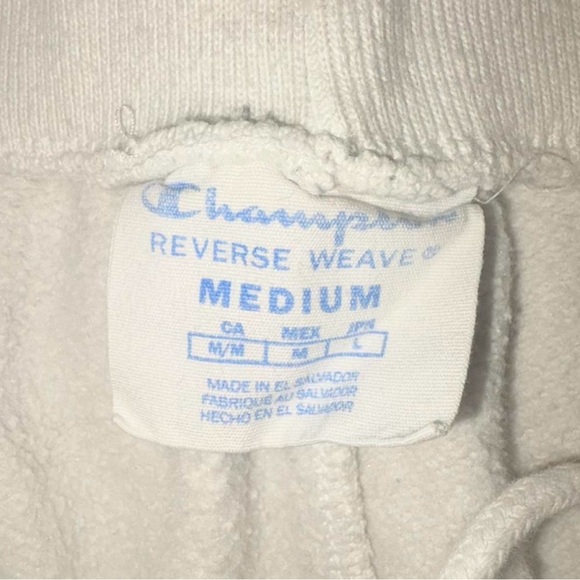 Champion
REVERSE WEAVE®
MEDIUM
CA MEX JPN
M/M M L
MADE IN EL SALVADOR
FABRIQUE AU SALVADOR
HECHO EN EL SALVADOR